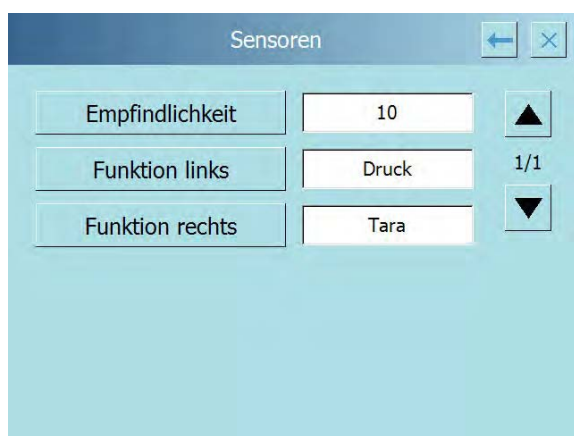 Sensoren
Empfindlichkeit 10
Funktion links Druck 1/1
Funktion rechts Tara